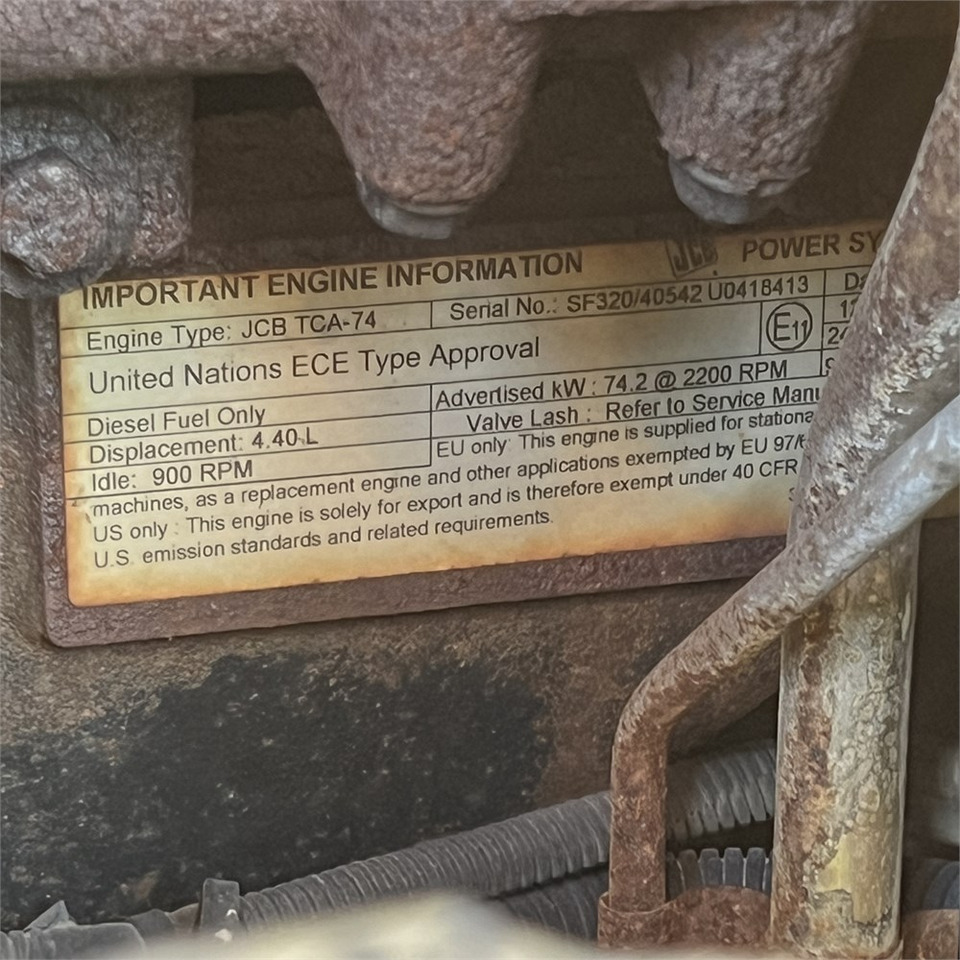 IMPORTANT ENGINE INFORMATION JCB POWER SY
Engine Type: JCB TCA-74 Serial No.: SF320/40542 U0418413
United Nations ECE Type Approval E11
Diesel Fuel Only Advertised kW : 74.2 @ 2200 RPM
Displacement: 4.40 L Valve Lash : Refer to Service Manu
Idle: 900 RPM EU only: This engine is supplied for stationa
machines, as a replacement engine and other applications exempted by EU 97/
US only : This engine is solely for export and is therefore exempt under 40 CFR
U.S. emission standards and related requirements.